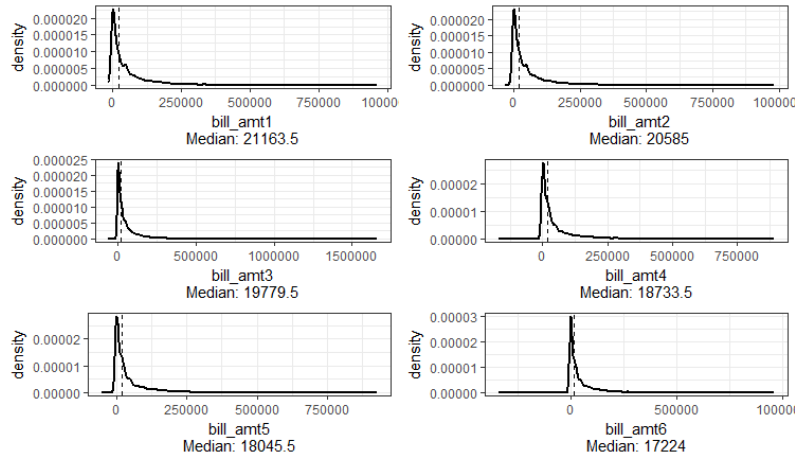 density
0.000020
0.000015
0.000010
0.000005
0.000000
0 250000 500000 750000 100000
bill_amt1
Median: 21163.5
density
0.000020
0.000015
0.000010
0.000005
0.000000
0 250000 500000 750000 100000
bill_amt2
Median: 20585
density
0.000025
0.000020
0.000015
0.000010
0.000005
0.000000
0 500000 1000000 1500000
bill_amt3
Median: 19779.5
density
0.00002
0.00001
0.00000
0 250000 500000 750000
bill_amt4
Median: 18733.5
density
0.00002
0.00001
0.00000
0 250000 500000 750000
bill_amt5
Median: 18045.5
density
0.00003
0.00002
0.00001
0.00000
0 500000 100000
bill_amt6
Median: 17224